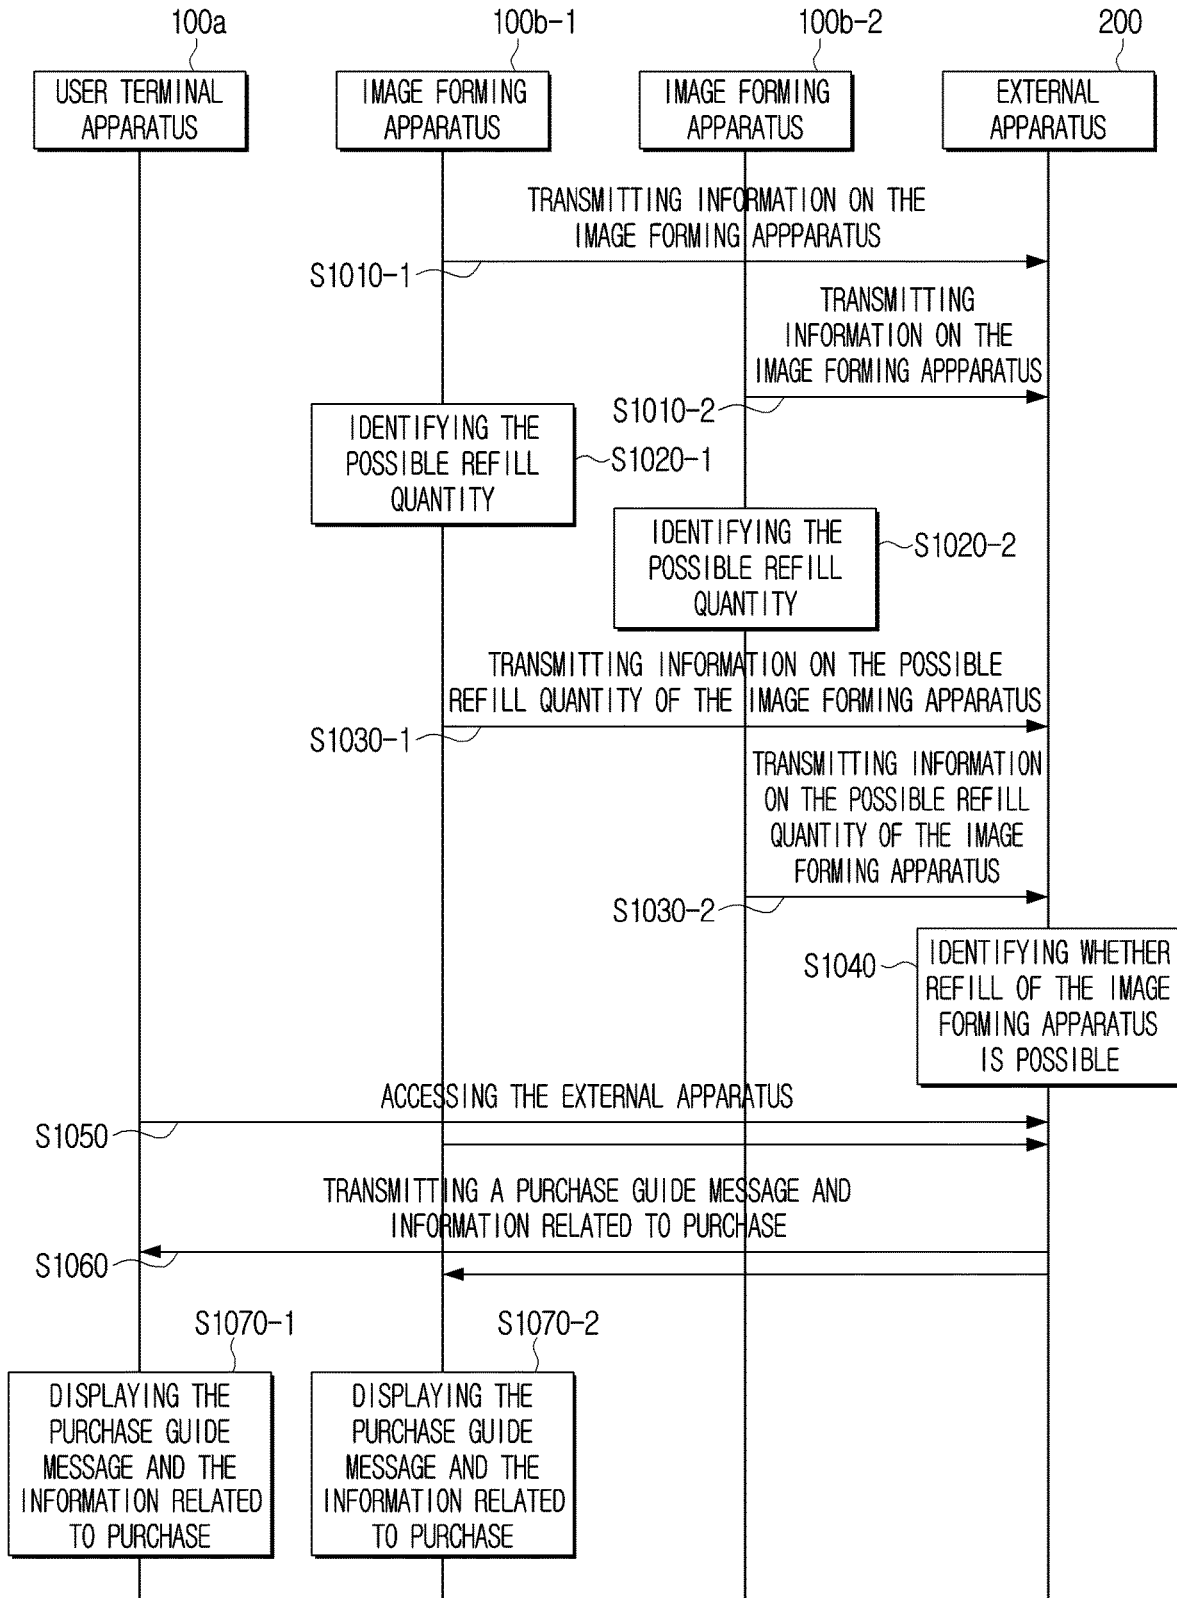 100a
100b-1
100b-2
200
USER TERMINAL
APPARATUS
IMAGE FORMING
APPARATUS
IMAGE FORMING
APPARATUS
EXTERNAL
APPARATUS
TRANSMITTING INFORMATION ON THE
IMAGE FORMING APPPARATUS
S1010-1
TRANSMITTING
INFORMATION ON THE
IMAGE FORMING APPPARATUS
S1010-2
IDENTIFYING THE
POSSIBLE REFILL
QUANTITY
S1020-1
IDENTIFYING THE
POSSIBLE REFILL
QUANTITY
S1020-2
TRANSMITTING INFORMATION ON THE POSSIBLE
REFILL QUANTITY OF THE IMAGE FORMING APPARATUS
S1030-1
TRANSMITTING INFORMATION
ON THE POSSIBLE REFILL
QUANTITY OF THE IMAGE
FORMING APPARATUS
S1030-2
S1040
IDENTIFYING WHETHER
REFILL OF THE IMAGE
FORMING APPARATUS
IS POSSIBLE
ACCESSING THE EXTERNAL APPARATUS
S1050
TRANSMITTING A PURCHASE GUIDE MESSAGE AND
INFORMATION RELATED TO PURCHASE
S1060
S1070-1
S1070-2
DISPLAYING THE
PURCHASE GUIDE
MESSAGE AND THE
INFORMATION RELATED
TO PURCHASE
DISPLAYING THE
PURCHASE GUIDE
MESSAGE AND THE
INFORMATION RELATED
TO PURCHASE